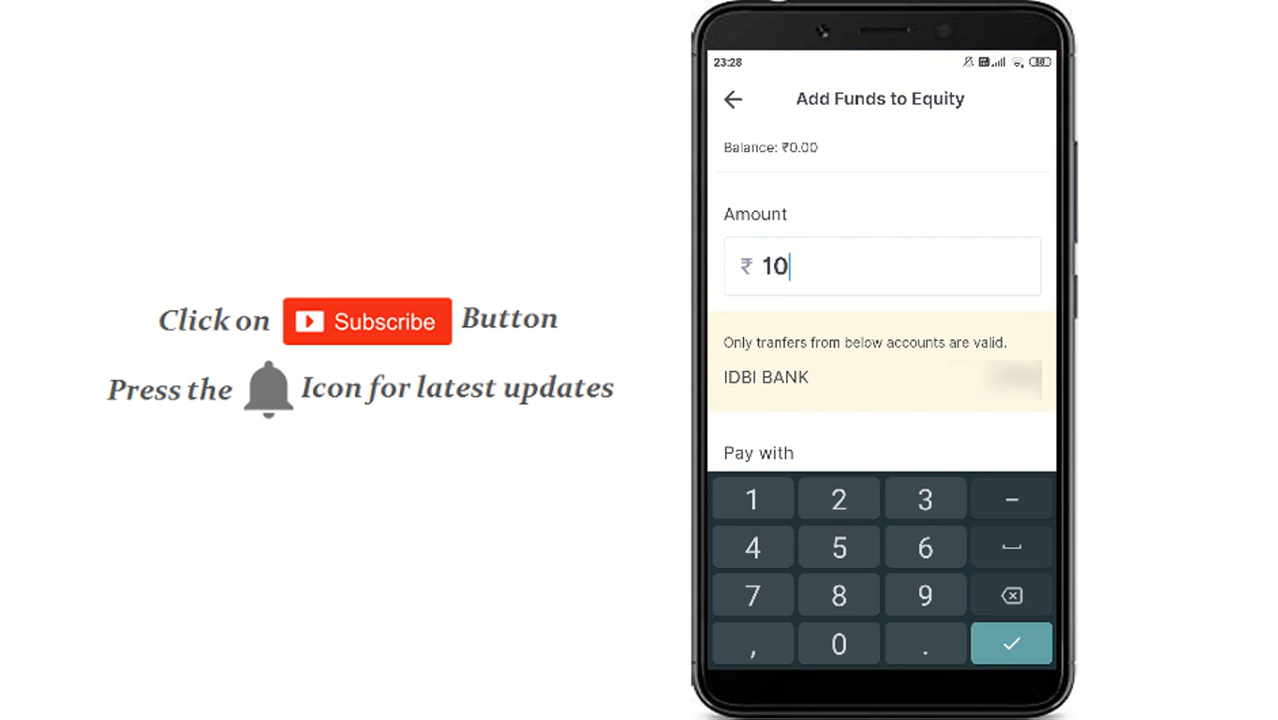 Click on Subscribe Button
Press the Icon for latest updates
23:28
Add Funds to Equity
Balance: ₹0.00
Amount
₹ 10
Only tranfers from below accounts are valid.
IDBI BANK
Pay with
1 2 3 –
4 5 6
7 8 9
, 0 .